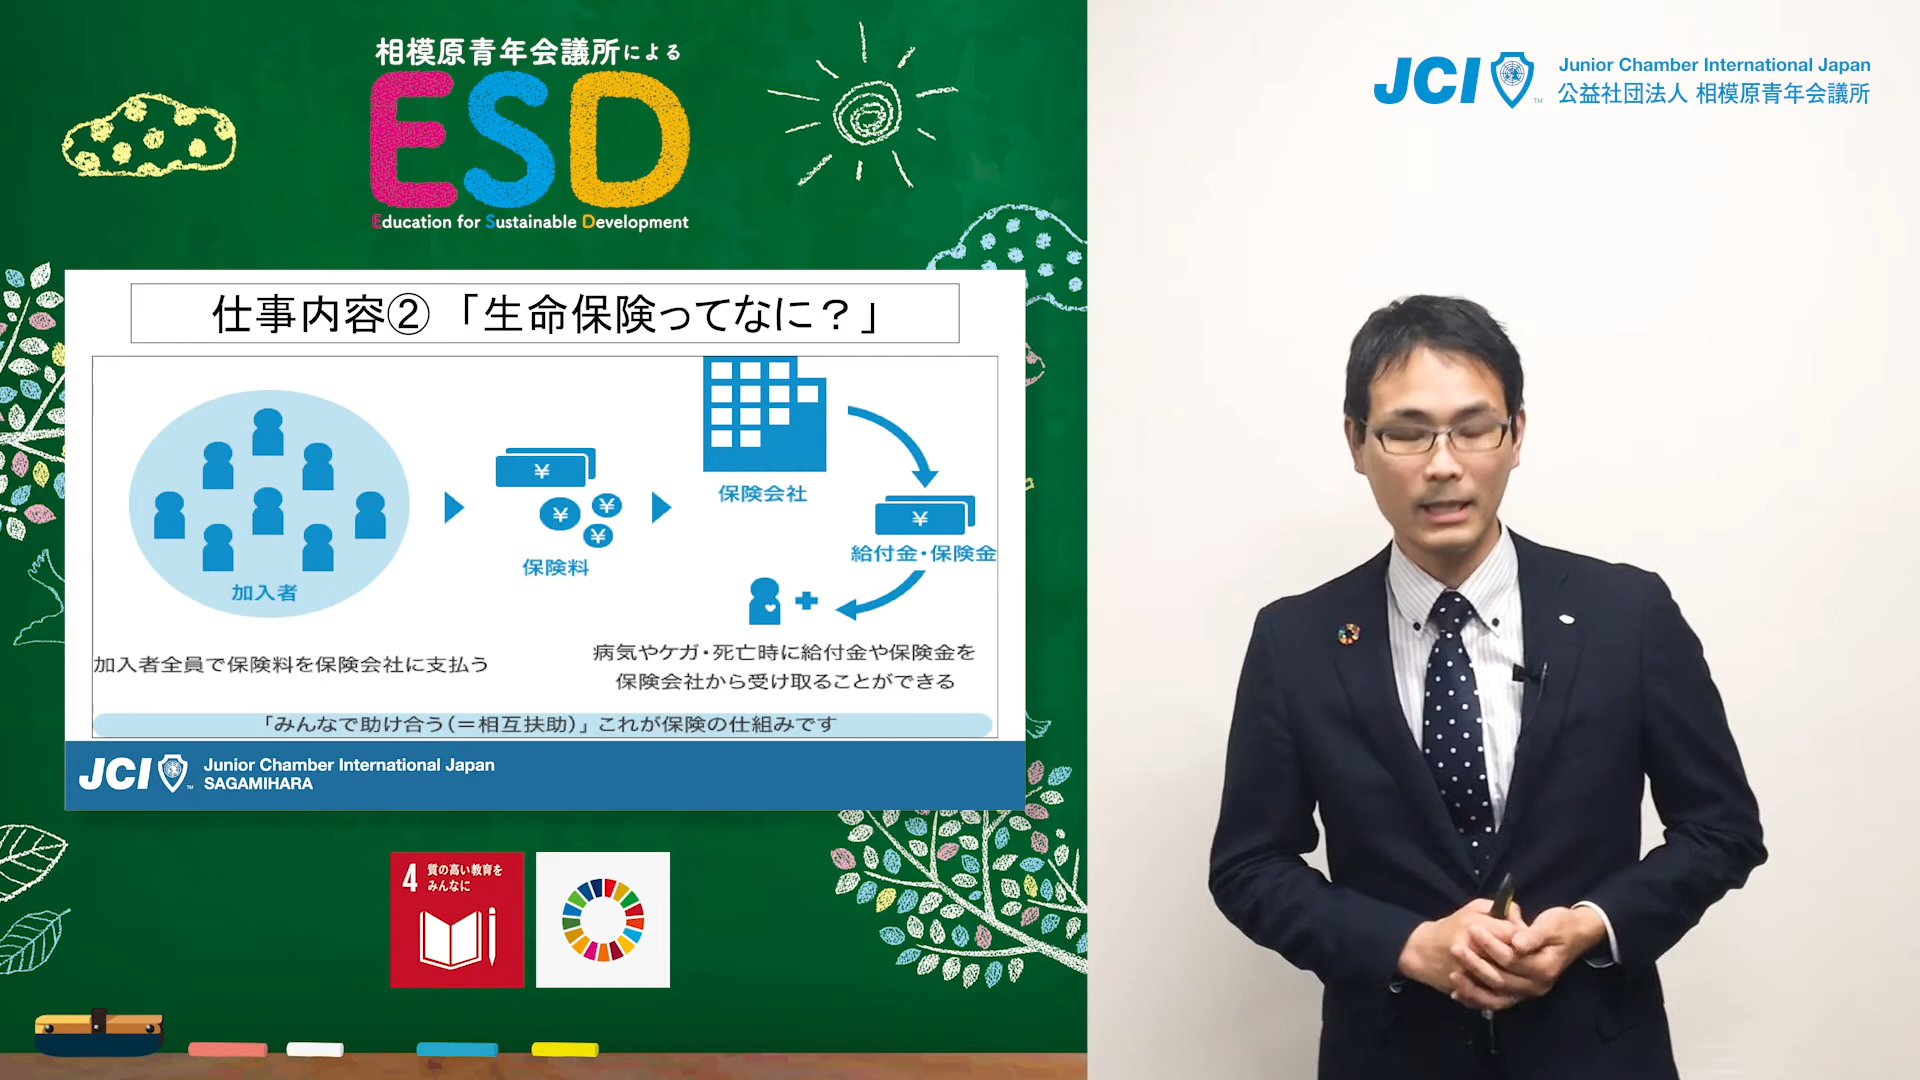 相模原青年会議所による
ESD
Education for Sustainable Development
仕事内容②「生命保険ってなに？」
加入者
¥
¥
¥
¥
保険料
保険会社
¥
給付金・保険金
加入者全員で保険料を保険会社に支払う
病気やケガ・死亡時に給付金や保険金を
保険会社から受け取ることができる
「みんなで助け合う(＝相互扶助)」これが保険の仕組みです
JCI TM Junior Chamber International Japan
SAGAMIHARA
4 質の高い教育を
みんなに
JCI TM Junior Chamber International Japan
公益社団法人 相模原青年会議所